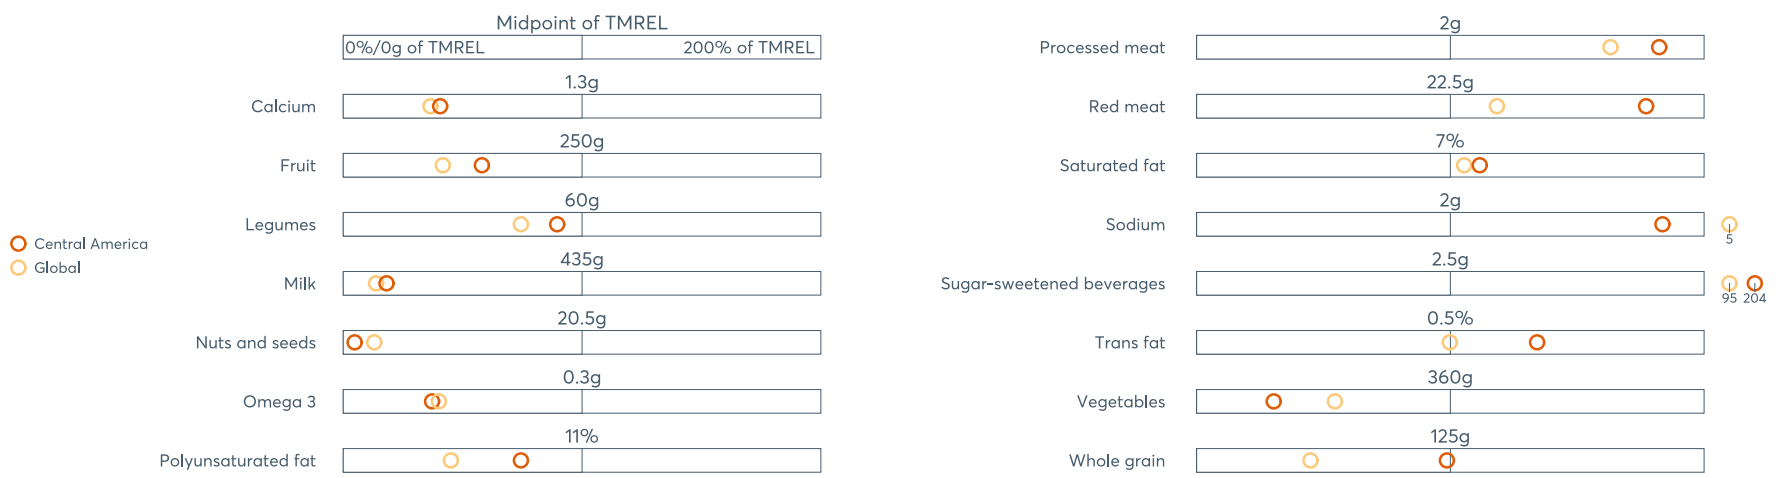 Midpoint of TMREL
0%/0g of TMREL 200% of TMREL
Calcium 1.3g
Fruit 250g
Legumes 60g
Milk 435g
Nuts and seeds 20.5g
Omega 3 0.3g
Polyunsaturated fat 11%
Central America
Global
Processed meat 2g
Red meat 22.5g
Saturated fat 7%
Sodium 2g
5
Sugar-sweetened beverages 2.5g
95 204
Trans fat 0.5%
Vegetables 360g
Whole grain 125g